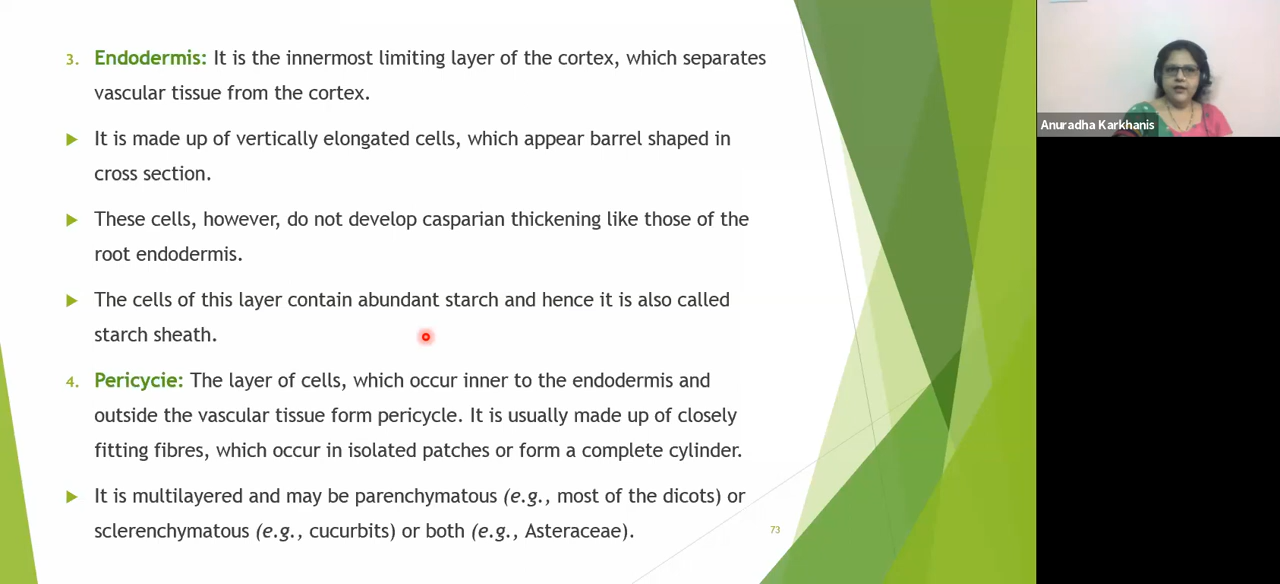 3. Endodermis: It is the innermost limiting layer of the cortex, which separates
vascular tissue from the cortex.
It is made up of vertically elongated cells, which appear barrel shaped in
cross section.
These cells, however, do not develop casparian thickening like those of the
root endodermis.
The cells of this layer contain abundant starch and hence it is also called
starch sheath.
4. Pericycie: The layer of cells, which occur inner to the endodermis and
outside the vascular tissue form pericycle. It is usually made up of closely
fitting fibres, which occur in isolated patches or form a complete cylinder.
It is multilayered and may be parenchymatous (e.g., most of the dicots) or
sclerenchymatous (e.g., cucurbits) or both (e.g., Asteraceae).
73
Anuradha Karkhanis